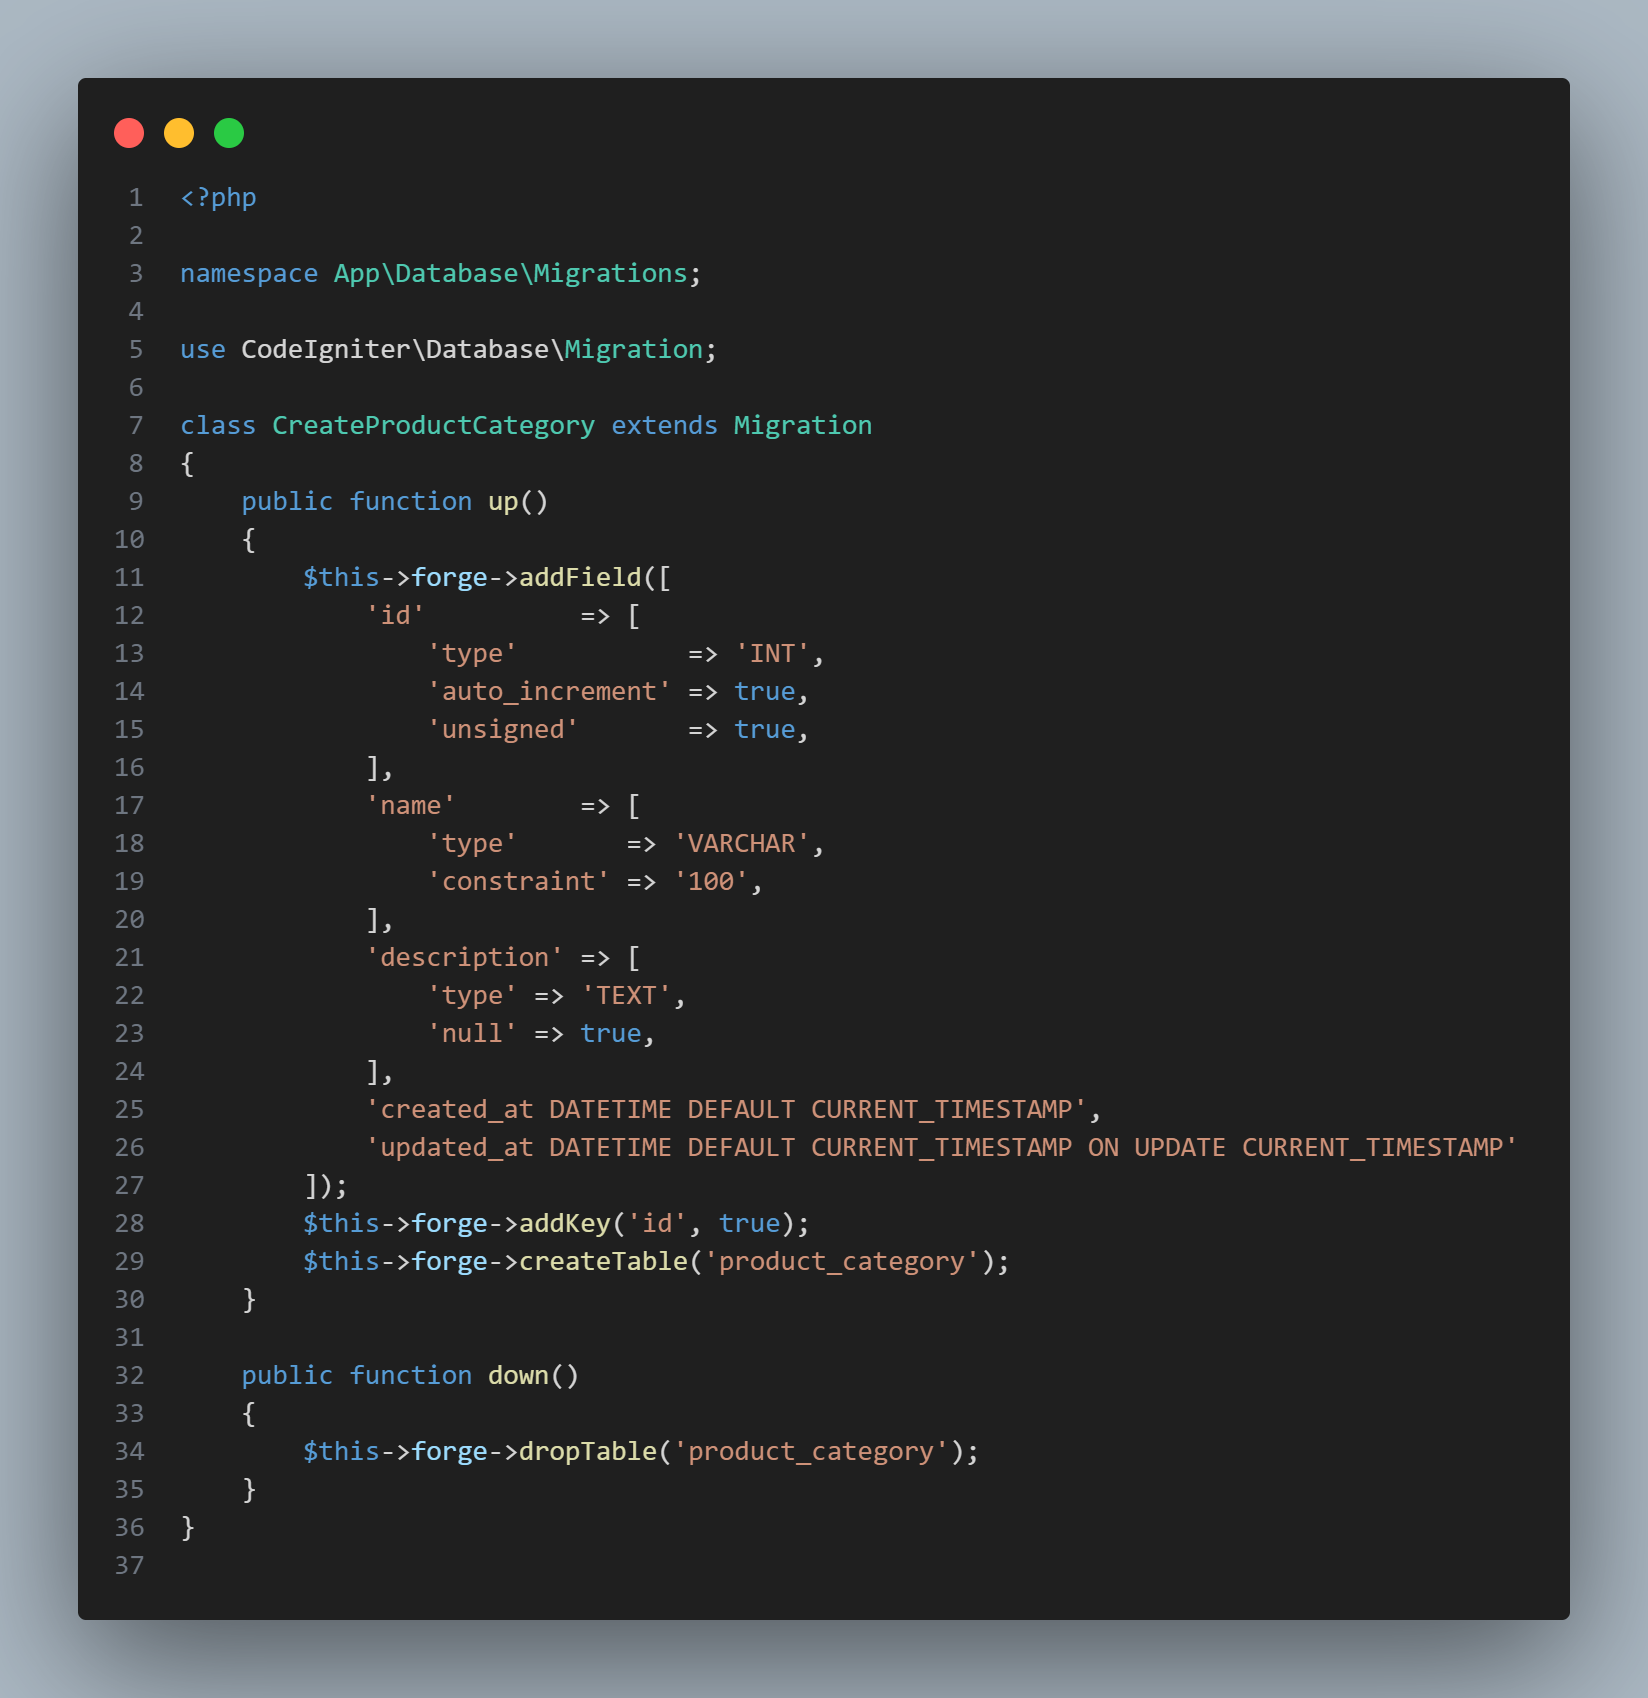 1 <?php
2
3 namespace App\Database\Migrations;
4
5 use CodeIgniter\Database\Migration;
6
7 class CreateProductCategory extends Migration
8 {
9     public function up()
10     {
11         $this->forge->addField([
12             'id'          => [
13                 'type'           => 'INT',
14                 'auto_increment' => true,
15                 'unsigned'       => true,
16             ],
17             'name'        => [
18                 'type'       => 'VARCHAR',
19                 'constraint' => '100',
20             ],
21             'description' => [
22                 'type' => 'TEXT',
23                 'null' => true,
24             ],
25             'created_at DATETIME DEFAULT CURRENT_TIMESTAMP',
26             'updated_at DATETIME DEFAULT CURRENT_TIMESTAMP ON UPDATE CURRENT_TIMESTAMP'
27         ]);
28         $this->forge->addKey('id', true);
29         $this->forge->createTable('product_category');
30     }
31
32     public function down()
33     {
34         $this->forge->dropTable('product_category');
35     }
36 }
37